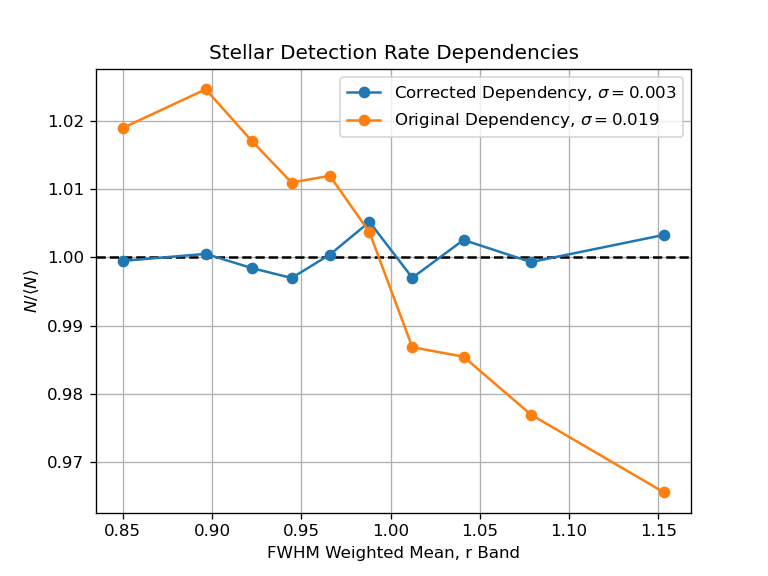 Stellar Detection Rate Dependencies
Corrected Dependency, σ = 0.003
Original Dependency, σ = 0.019
N/⟨N⟩
1.02
1.01
1.00
0.99
0.98
0.97
0.85 0.90 0.95 1.00 1.05 1.10 1.15
FWHM Weighted Mean, r Band